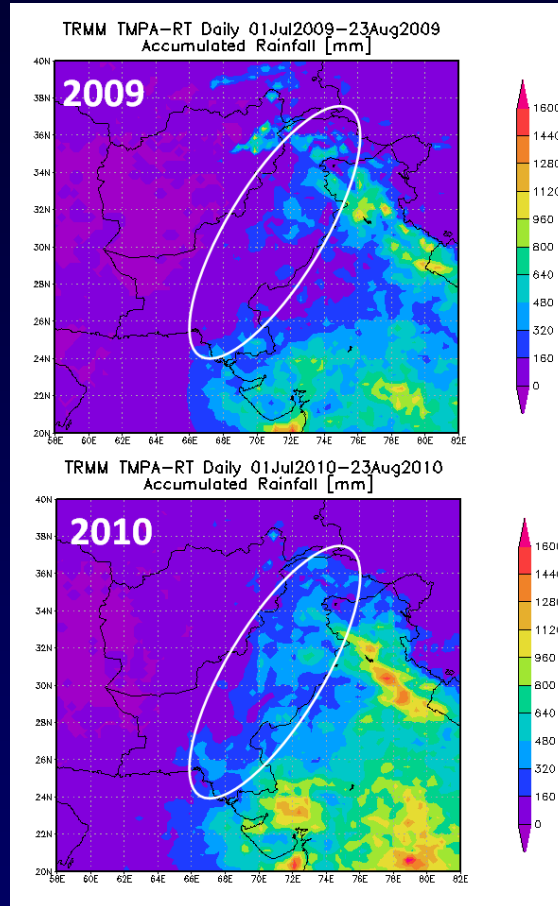 TRMM TMPA-RT Daily 01Jul2009-23Aug2009
Accumulated Rainfall [mm]
2009
40N
38N
36N
34N
32N
30N
28N
26N
24N
22N
20N
58E 60E 62E 64E 66E 68E 70E 72E 74E 76E 78E 80E 82E
1600
1440
1280
1120
960
800
640
480
320
160
0
TRMM TMPA-RT Daily 01Jul2010-23Aug2010
Accumulated Rainfall [mm]
2010
40N
38N
36N
34N
32N
30N
28N
26N
24N
22N
20N
58E 60E 62E 64E 66E 68E 70E 72E 74E 76E 78E 80E 82E
1600
1440
1280
1120
960
800
640
480
320
160
0